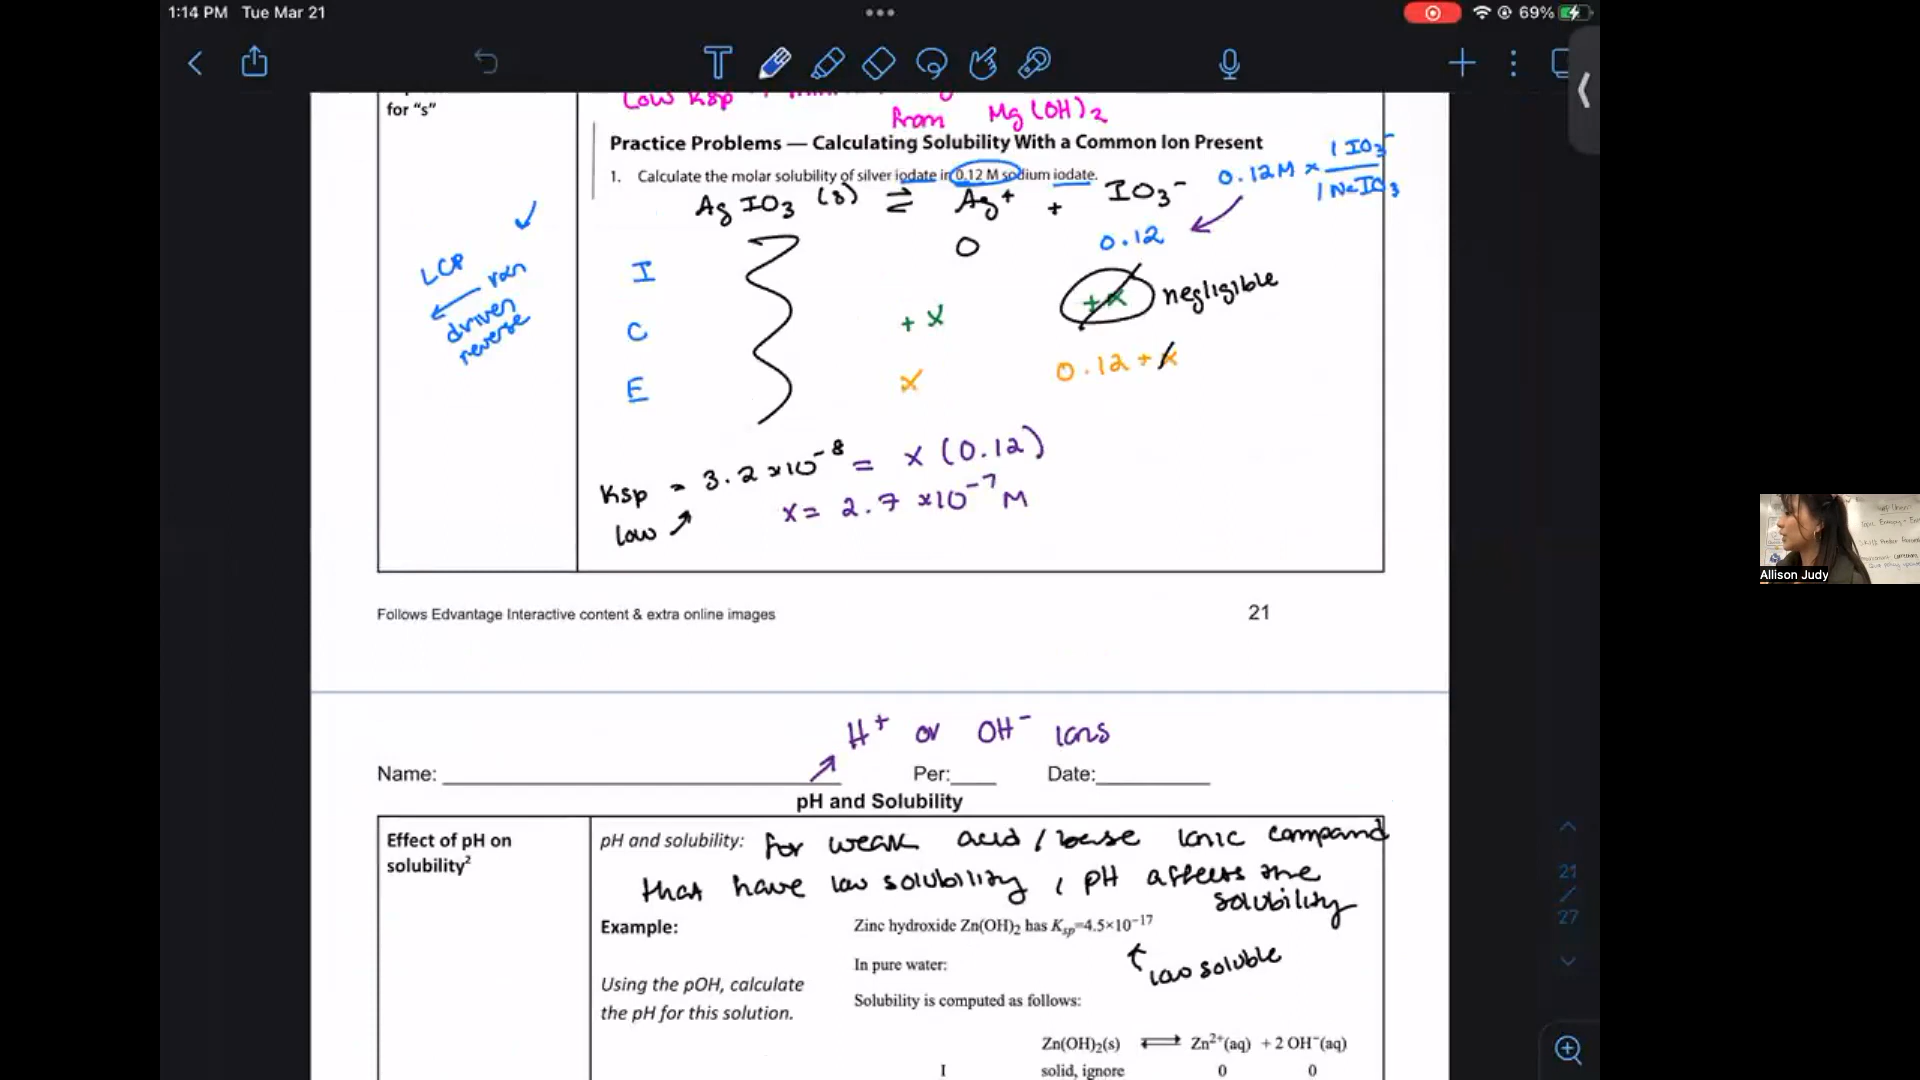 1:14 PM Tue Mar 21
69%
for "s"
Low Ksp
from Mg(OH)2
Practice Problems — Calculating Solubility With a Common Ion Present
1. Calculate the molar solubility of silver iodate in 0.12 M sodium iodate.
0.12M × 1 IO3⁻ / 1 NaIO3
AgIO3 (s) ⇌ Ag⁺ + IO3⁻
I 0 0.12
C +x +x negligible
E x 0.12 + x
LCP
rxn
driven
reverse
Ksp = 3.2 ×10⁻⁸ = x (0.12)
low x = 2.7 ×10⁻⁷ M
Follows Edvantage Interactive content & extra online images 21
H⁺ or OH⁻ ions
Name: Per: Date:
pH and Solubility
Effect of pH on
solubility²
pH and solubility: for weak acid / base ionic compound
that have low solubility, pH affects the
solubility
Example: Zinc hydroxide Zn(OH)₂ has Ksp=4.5×10⁻¹⁷
low soluble
In pure water:
Using the pOH, calculate
the pH for this solution.
Solubility is computed as follows:
Zn(OH)₂(s) ⇌ Zn²⁺(aq) + 2 OH⁻(aq)
I solid, ignore 0 0
21
/
27
Allison Judy